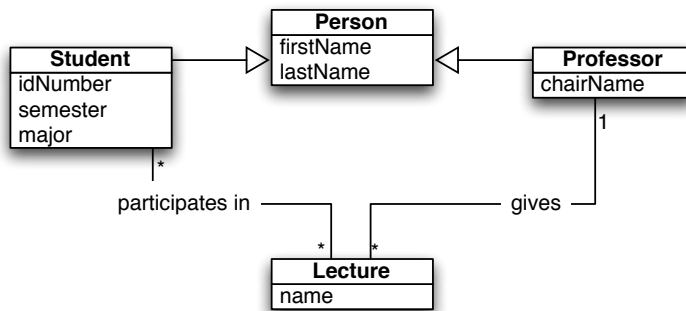 Person
firstName
lastName
Student
idNumber
semester
major
Professor
chairName
1
*
participates in
gives
*
*
Lecture
name